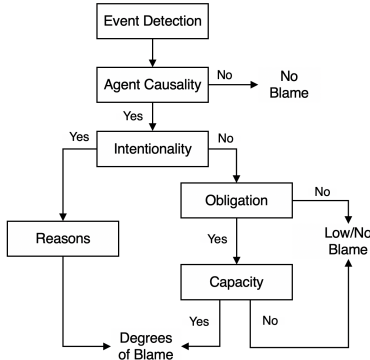 Event Detection
Agent Causality
No
No
Blame
Yes
Yes
Intentionality
No
Obligation
No
Reasons
Yes
Low/No
Blame
Capacity
Yes
No
Degrees
of Blame